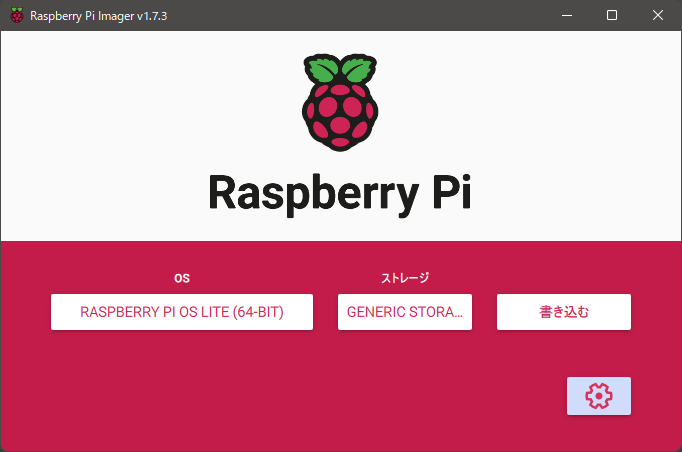 Raspberry Pi Imager v1.7.3
Raspberry Pi
OS
ストレージ
RASPBERRY PI OS LITE (64-BIT)
GENERIC STORA...
書き込む